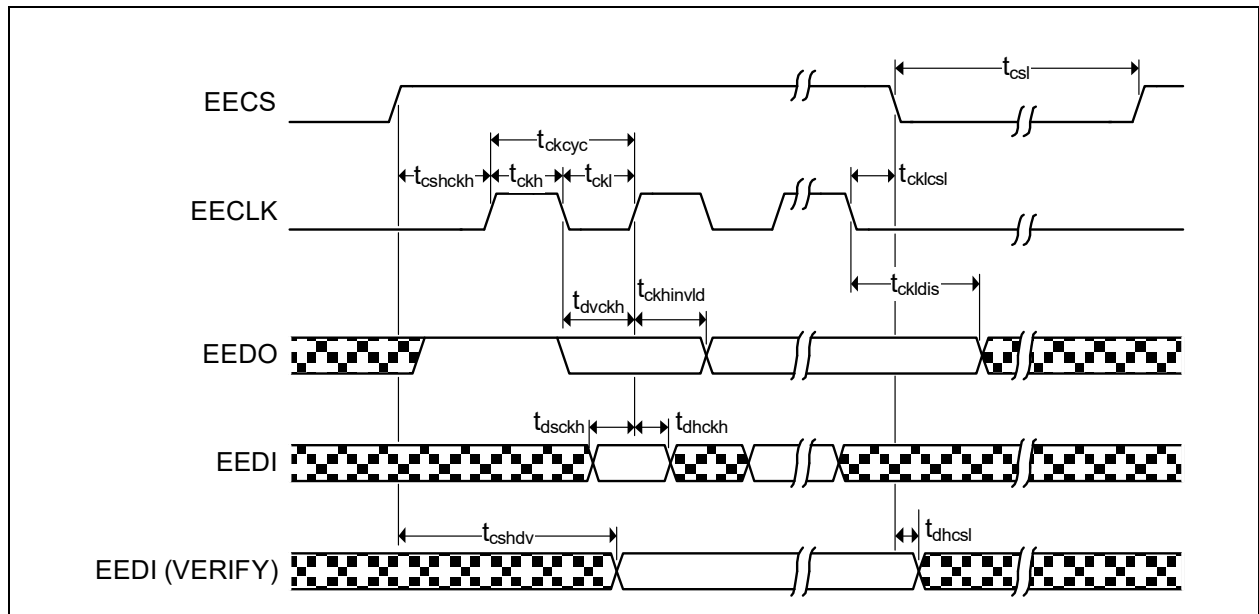 t_csl
EECS
t_ckcyc
t_cshckh t_ckh t_ckl t_cklcsl
EECLK
t_ckldis
t_dvckh t_ckhinvld
EEDO
t_dsckh t_dhckh
EEDI
t_cshdv t_dhcsl
EEDI (VERIFY)